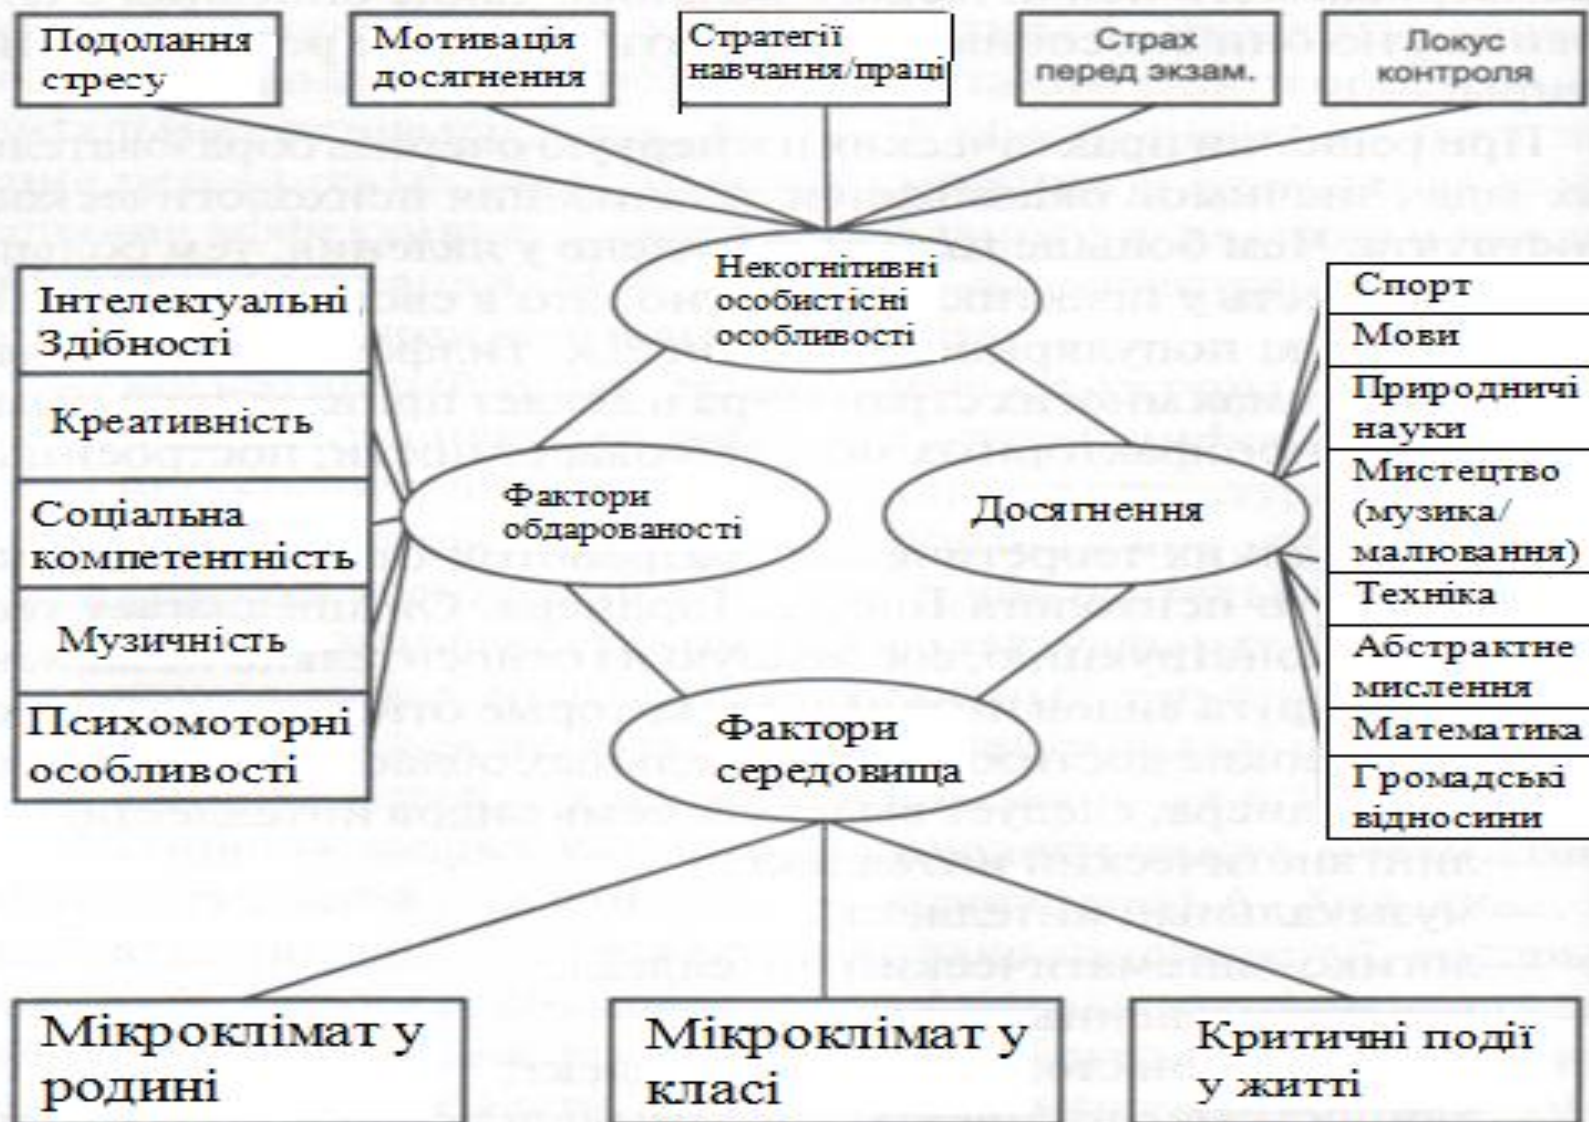 Подолання
стресу
Мотивація
досягнення
Стратегії
навчання/праці
Страх
перед экзам.
Локус
контроля
Некогнітивні
особистісні
особливості
Інтелектуальні
Здібності
Креативність
Соціальна
компетентність
Музичність
Психомоторні
особливості
Фактори
обдарованості
Досягнення
Спорт
Мови
Природничі
науки
Мистецтво
(музика/
малювання)
Техніка
Абстрактне
мислення
Математика
Громадські
відносини
Фактори
середовища
Мікроклімат у
родині
Мікроклімат у
класі
Критичні події
у житті